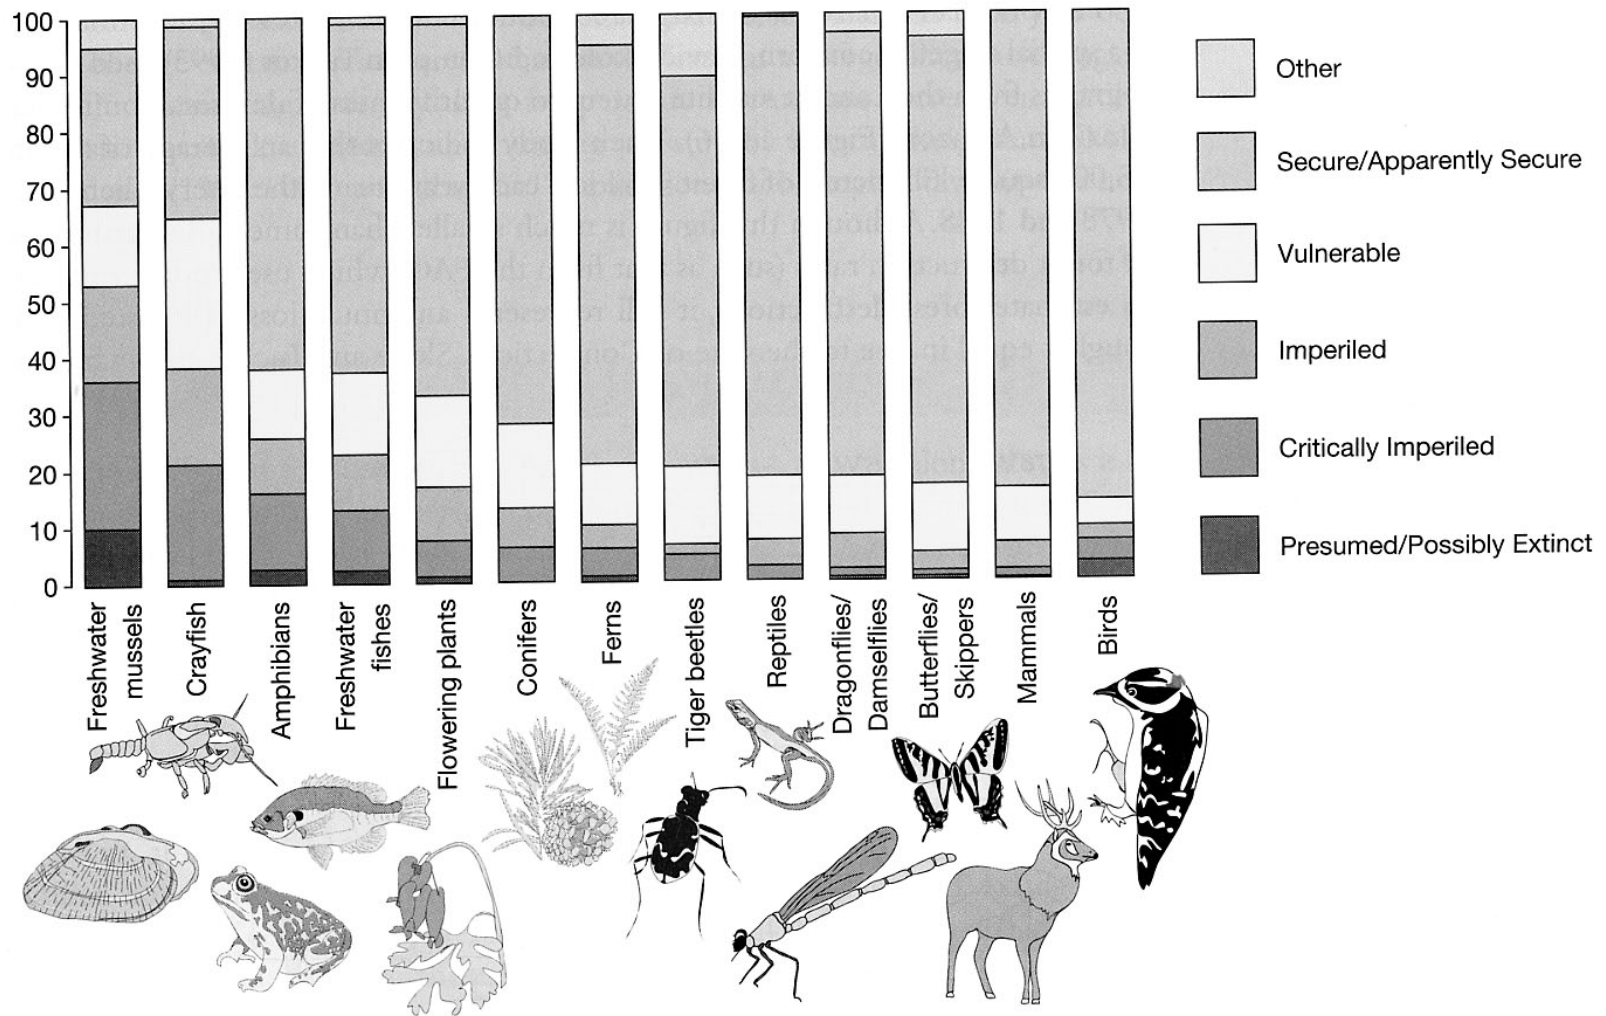 100
90
80
70
60
50
40
30
20
10
0
Freshwater
mussels
Crayfish
Amphibians
Freshwater
fishes
Flowering plants
Conifers
Ferns
Tiger beetles
Reptiles
Dragonflies/
Damselflies
Butterflies/
Skippers
Mammals
Birds
Other
Secure/Apparently Secure
Vulnerable
Imperiled
Critically Imperiled
Presumed/Possibly Extinct